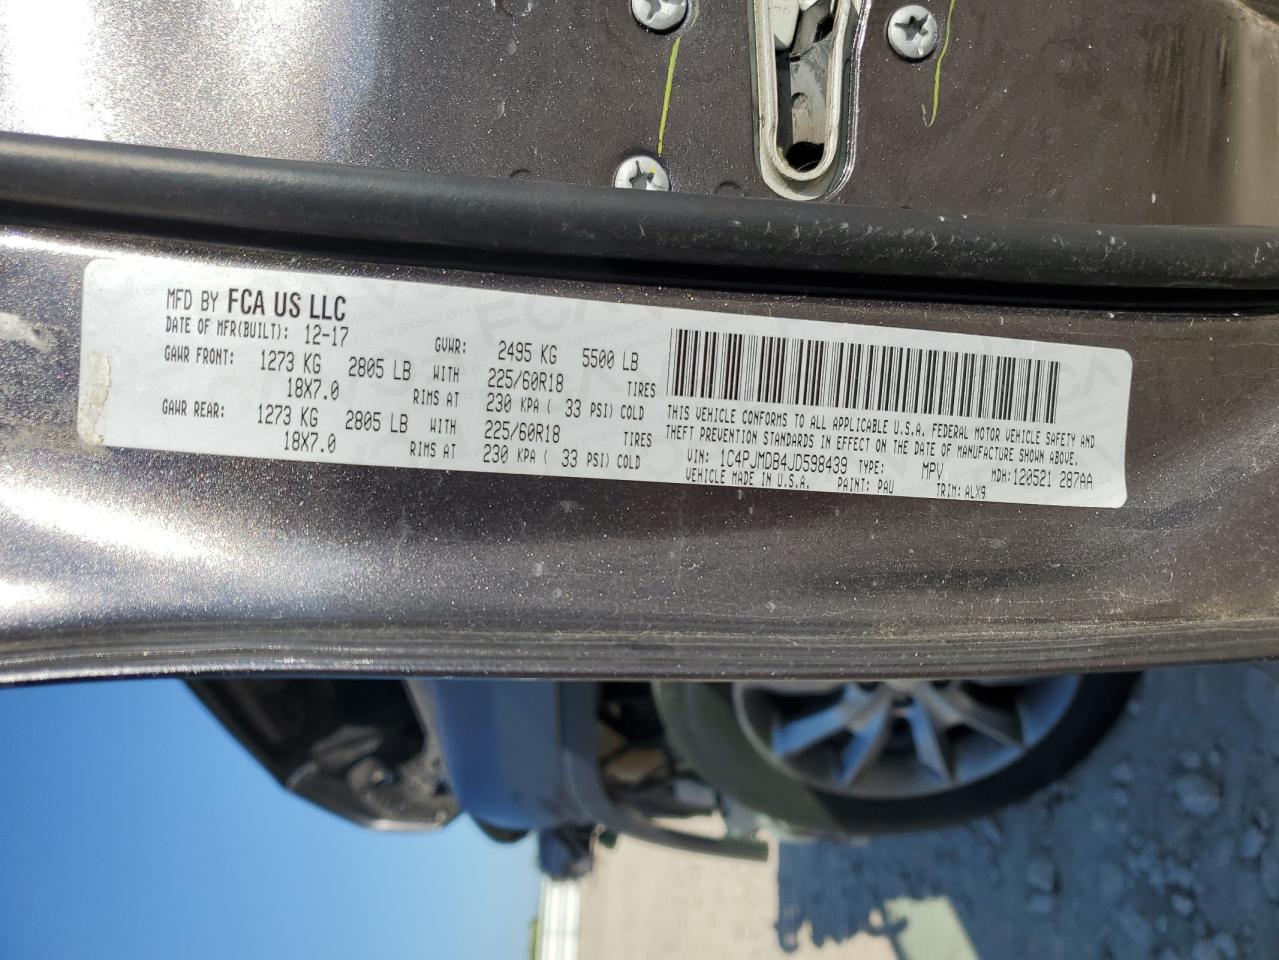 MFD BY FCA US LLC
DATE OF MFR(BUILT): 12-17 GVWR: 2495 KG 5500 LB
GAWR FRONT: 1273 KG 2805 LB WITH 225/60R18 TIRES
18X7.0 RIMS AT 230 KPA ( 33 PSI) COLD
GAWR REAR: 1273 KG 2805 LB WITH 225/60R18 TIRES
18X7.0 RIMS AT 230 KPA ( 33 PSI) COLD
THIS VEHICLE CONFORMS TO ALL APPLICABLE U.S.A. FEDERAL MOTOR VEHICLE SAFETY AND
THEFT PREVENTION STANDARDS IN EFFECT ON THE DATE OF MANUFACTURE SHOWN ABOVE.
VIN: 1C4PJMDB4JD598439 TYPE: MPV MDH:120521 287AA
VEHICLE MADE IN U.S.A. PAINT: PAU TRIM: ALX9